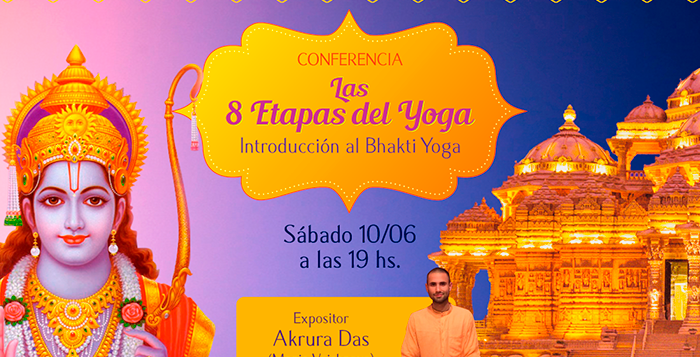 CONFERENCIA
Las
8 Etapas del Yoga
Introducción al Bhakti Yoga
Sábado 10/06
a las 19 hs.
Expositor
Akrura Das